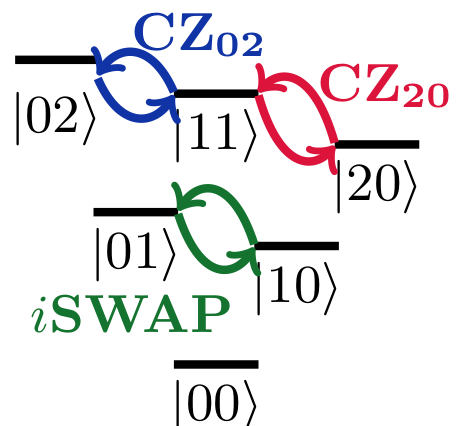 CZ₀₂
CZ₂₀
|02⟩
|11⟩
|20⟩
|01⟩
|10⟩
iSWAP
|00⟩